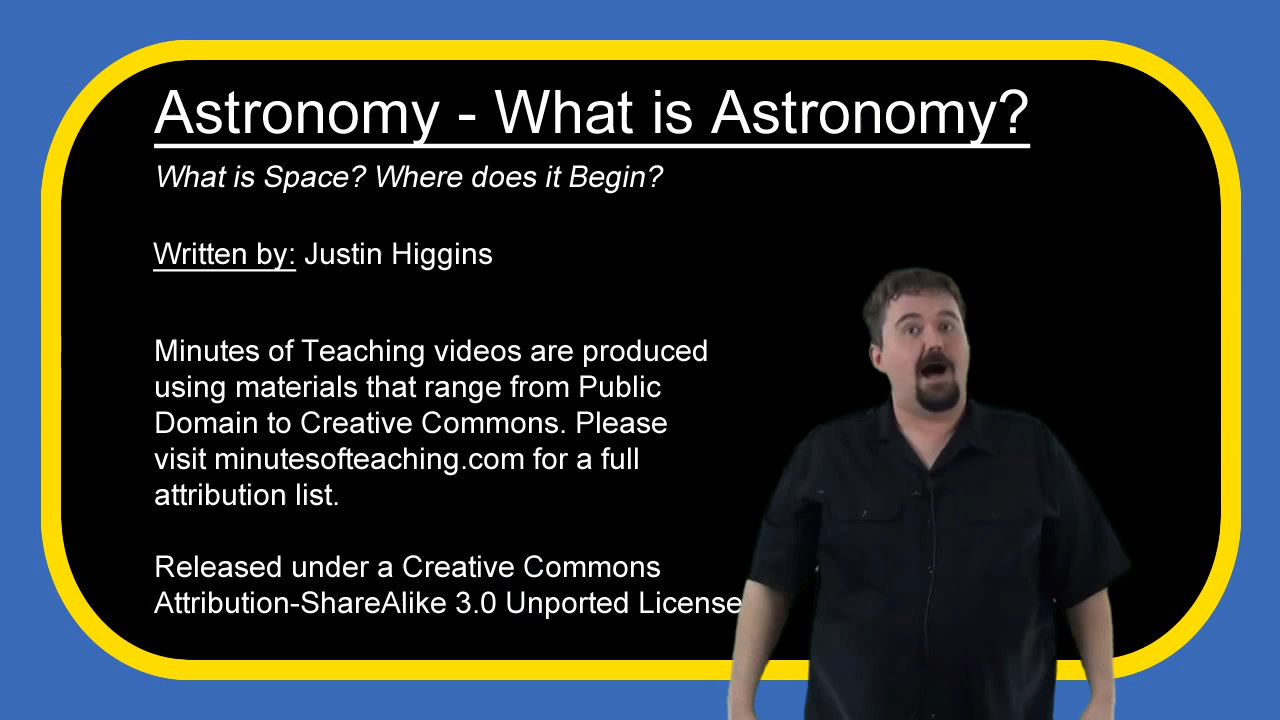 Astronomy - What is Astronomy?
What is Space? Where does it Begin?
Written by: Justin Higgins
Minutes of Teaching videos are produced
using materials that range from Public
Domain to Creative Commons. Please
visit minutesofteaching.com for a full
attribution list.
Released under a Creative Commons
Attribution-ShareAlike 3.0 Unported License